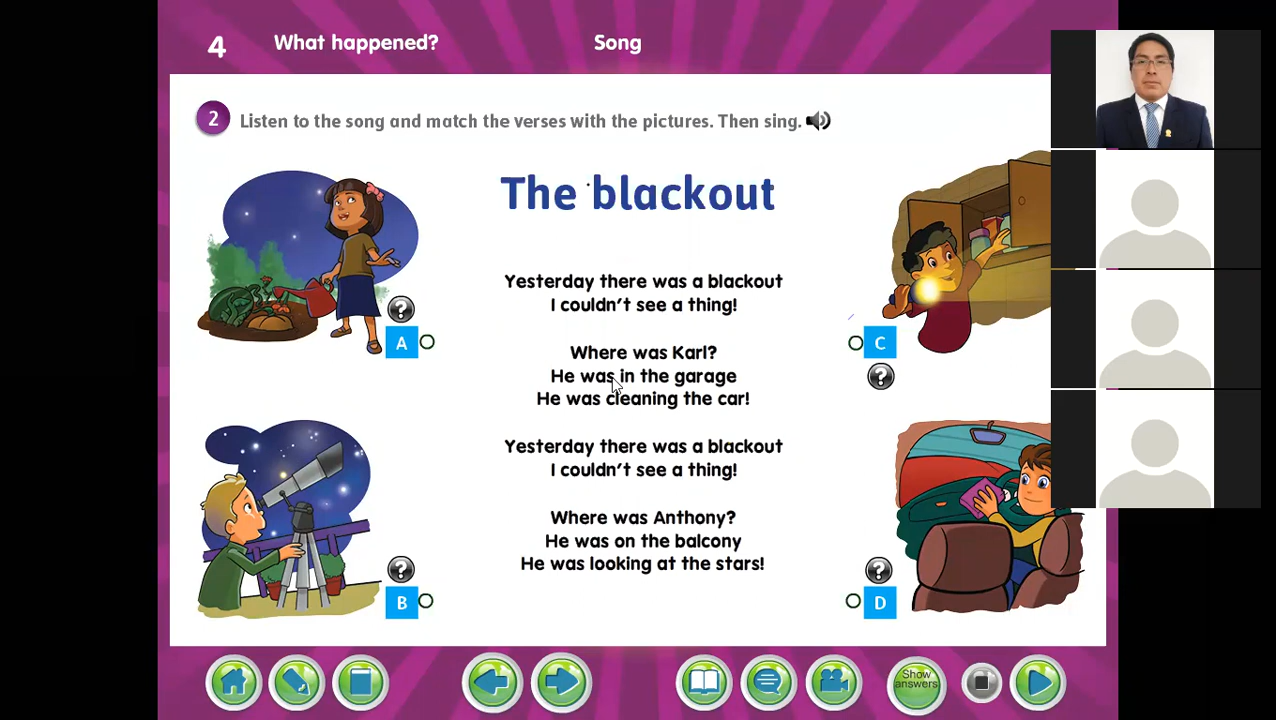 4 What happened? Song
2 Listen to the song and match the verses with the pictures. Then sing.
The blackout
Yesterday there was a blackout
I couldn't see a thing!
Where was Karl?
He was in the garage
He was cleaning the car!
Yesterday there was a blackout
I couldn't see a thing!
Where was Anthony?
He was on the balcony
He was looking at the stars!
?
A
?
B
C
?
?
D
Show
answers